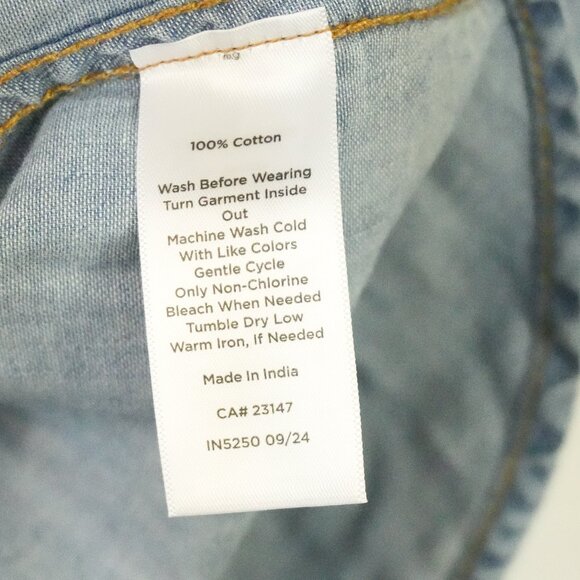 100% Cotton
Wash Before Wearing
Turn Garment Inside
Out
Machine Wash Cold
With Like Colors
Gentle Cycle
Only Non-Chlorine
Bleach When Needed
Tumble Dry Low
Warm Iron, If Needed
Made In India
CA# 23147
IN5250 09/24